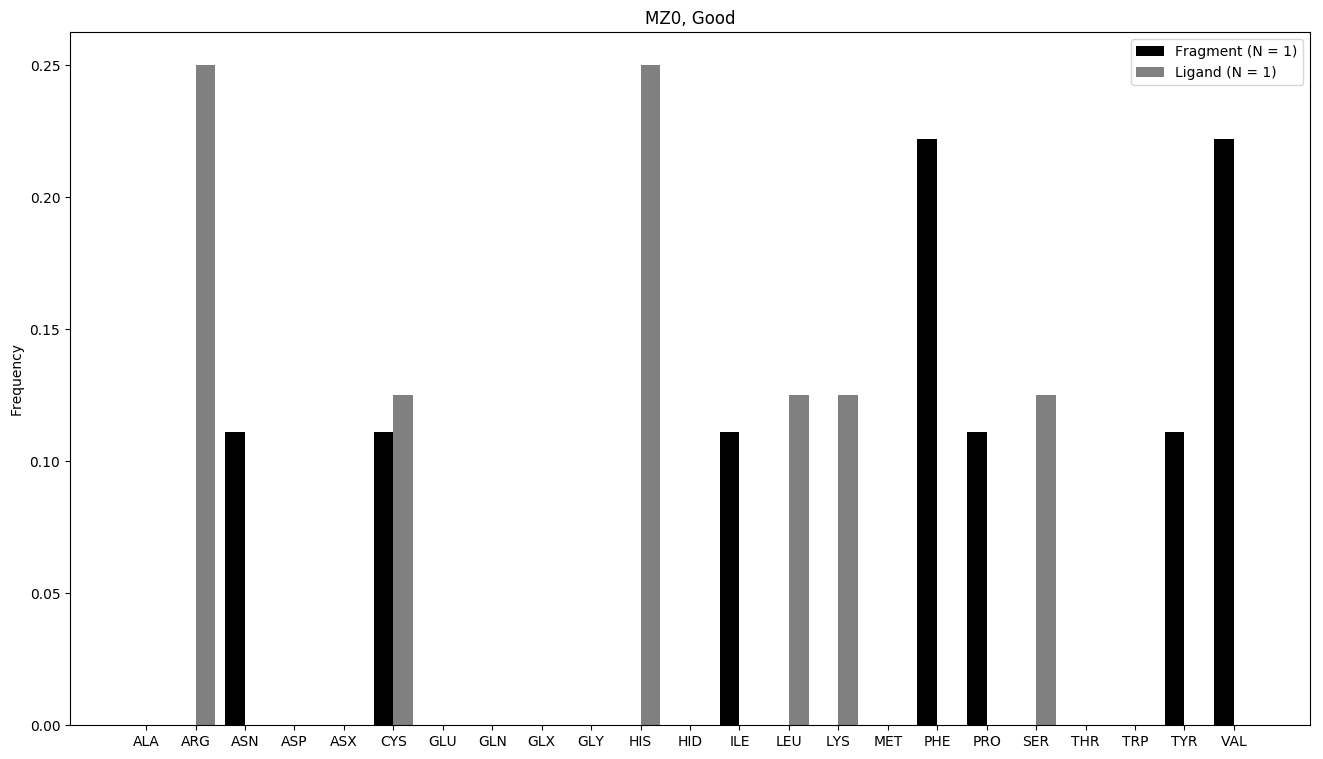 MZ0, Good
Fragment (N = 1)
Ligand (N = 1)
Frequency
0.25
0.20
0.15
0.10
0.05
0.00
ALA ARG ASN ASP ASX CYS GLU GLN GLX GLY HIS HID ILE LEU LYS MET PHE PRO SER THR TRP TYR VAL